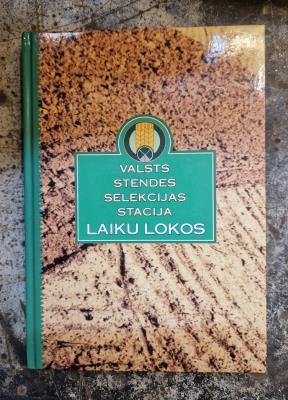 VALSTS
STENDES
SELEKCIJAS
STACIJA
LAIKU LOKOS